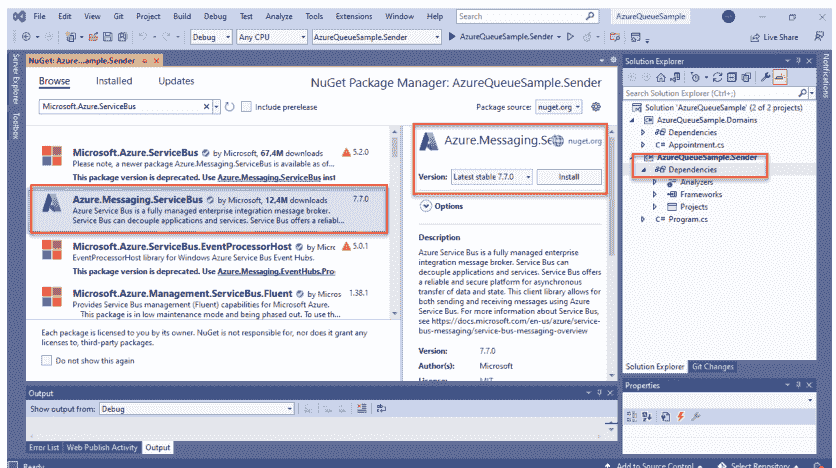 File Edit View Git Project Build Debug Test Analyze Tools Extensions Window Help Search AzureQueueSample
Debug Any CPU AzureQueueSample.Sender AzureQueueSample.Sender Live Share
NuGet: Azure...ample.Sender
Browse Installed Updates NuGet Package Manager: AzureQueueSample.Sender
Microsoft.Azure.ServiceBus Include prerelease Package source: nuget.org
Microsoft.Azure.ServiceBus by Microsoft, 67,4M downloads 5.2.0
Please note, a newer package Azure.Messaging.ServiceBus is available as of...
This package version is deprecated. Use Azure.Messaging.ServiceBus inst
Azure.Messaging.ServiceBus by Microsoft, 12,4M downloads 7.7.0
Azure Service Bus is a fully managed enterprise integration message broker.
Service Bus can decouple applications and services. Service Bus offers a reliabl...
Microsoft.Azure.ServiceBus.EventProcessorHost by Micro 5.0.1
EventProcessorHost library for Windows Azure Service Bus Event Hubs.
This package version is deprecated. Use Azure.Messaging.EventHubs.Pro
Microsoft.Azure.Management.ServiceBus.Fluent by Micros 1.38.1
Provides Service Bus management (Fluent) capabilities for Microsoft Azure.
This package is in low maintenance mode and being phased out. To use th...
Each package is licensed to you by its owner. NuGet is not responsible for, nor does it grant any
licenses to, third-party packages.
Do not show this again
Azure.Messaging.Se nuget.org
Version: Latest stable 7.7.0 Install
Options
Description
Azure Service Bus is a fully managed enterprise
integration message broker. Service Bus can
decouple applications and services. Service Bus offers
a reliable and secure platform for asynchronous
transfer of data and state. This client library allows for
both sending and receiving messages using Azure
Service Bus. For more information about Service Bus,
see https://docs.microsoft.com/en-us/azure/service-
bus-messaging/service-bus-messaging-overview
Version: 7.7.0
Author(s): Microsoft
License: MIT
Solution Explorer
Search Solution Explorer (Ctrl+;)
Solution 'AzureQueueSample' (2 of 2 projects)
AzureQueueSample.Domains
Dependencies
C# Appointment.cs
AzureQueueSample.Sender
Dependencies
Analyzers
Frameworks
Projects
C# Program.cs
Solution Explorer Git Changes
Properties
Output
Show output from: Debug
Error List Web Publish Activity Output
Ready Add to Source Control Select Repository
Server Explorer
Toolbox
Notifications